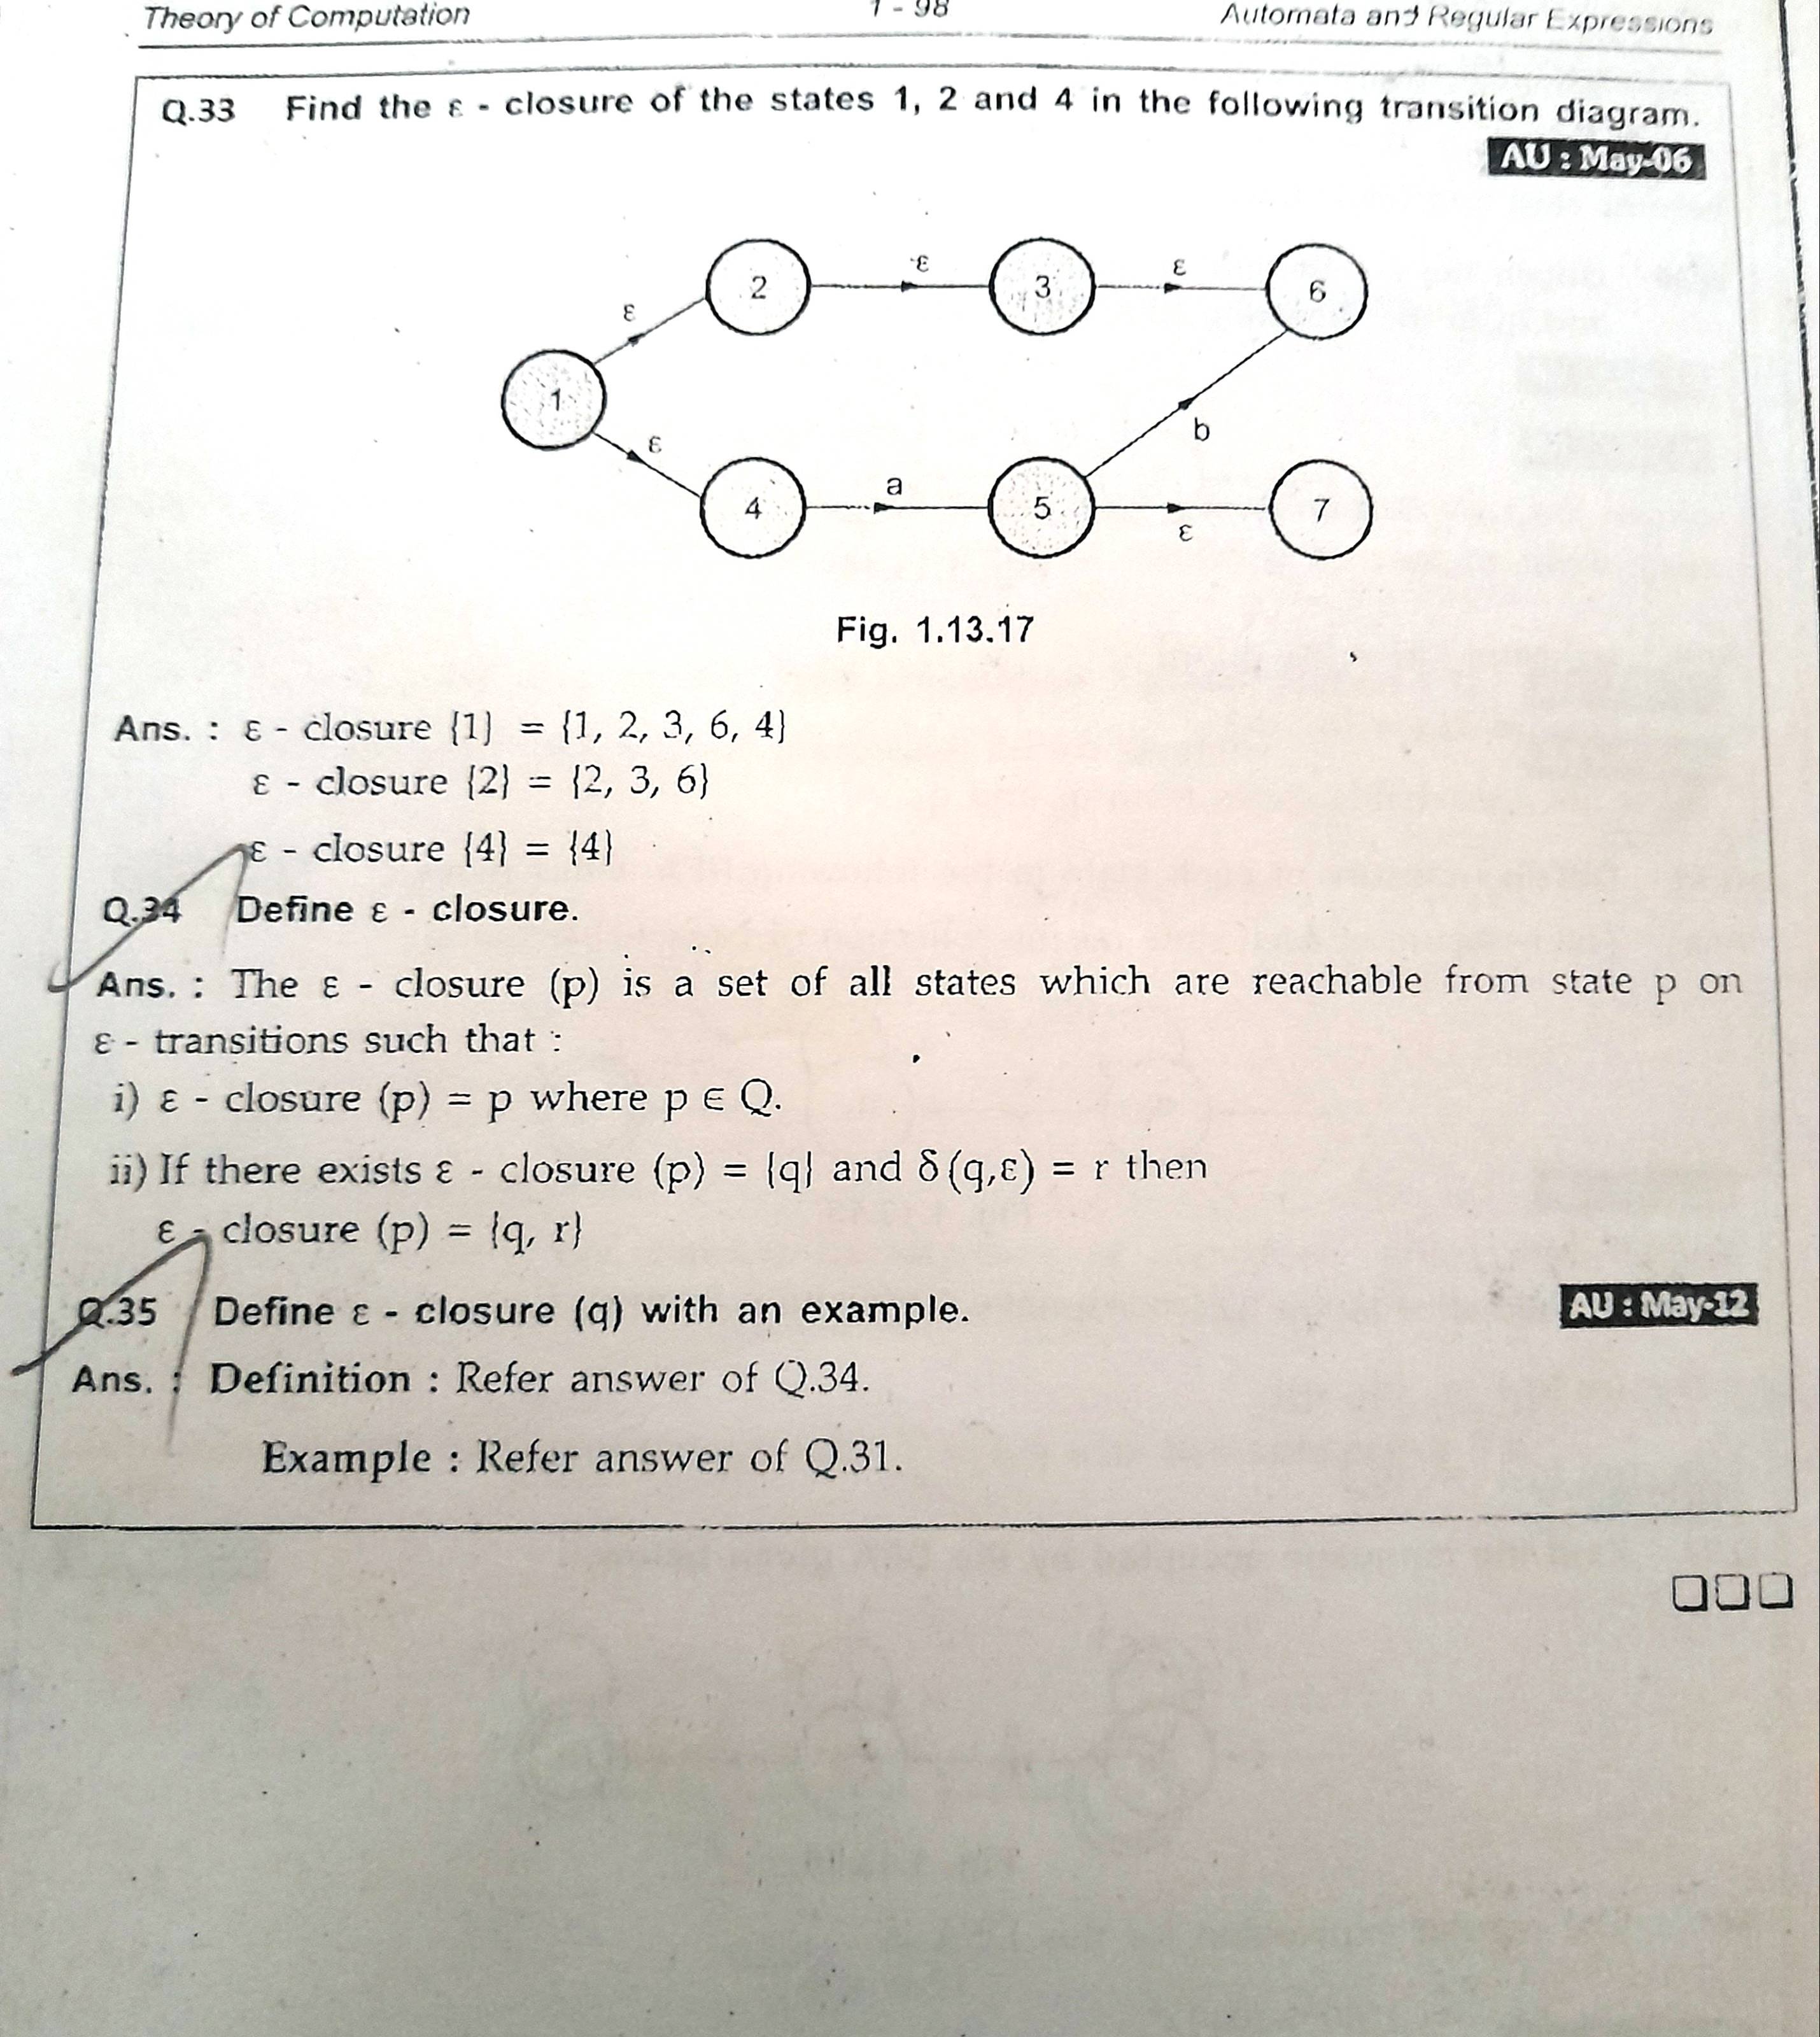 Theory of Computation 1 - 98 Automata and Regular Expressions
Q.33 Find the ε - closure of the states 1, 2 and 4 in the following transition diagram.
AU : May-06
ε ε
2 3 6
ε
1
ε b
a
4 5 7
ε
Fig. 1.13.17
Ans. : ε - closure {1} = {1, 2, 3, 6, 4}
ε - closure {2} = {2, 3, 6}
ε - closure {4} = {4}
Q.34 Define ε - closure.
Ans. : The ε - closure (p) is a set of all states which are reachable from state p on
ε - transitions such that :
i) ε - closure (p) = p where p ∈ Q.
ii) If there exists ε - closure (p) = {q} and δ(q,ε) = r then
ε - closure (p) = {q, r}
Q.35 Define ε - closure (q) with an example.
AU : May-12
Ans. : Definition : Refer answer of Q.34.
Example : Refer answer of Q.31.